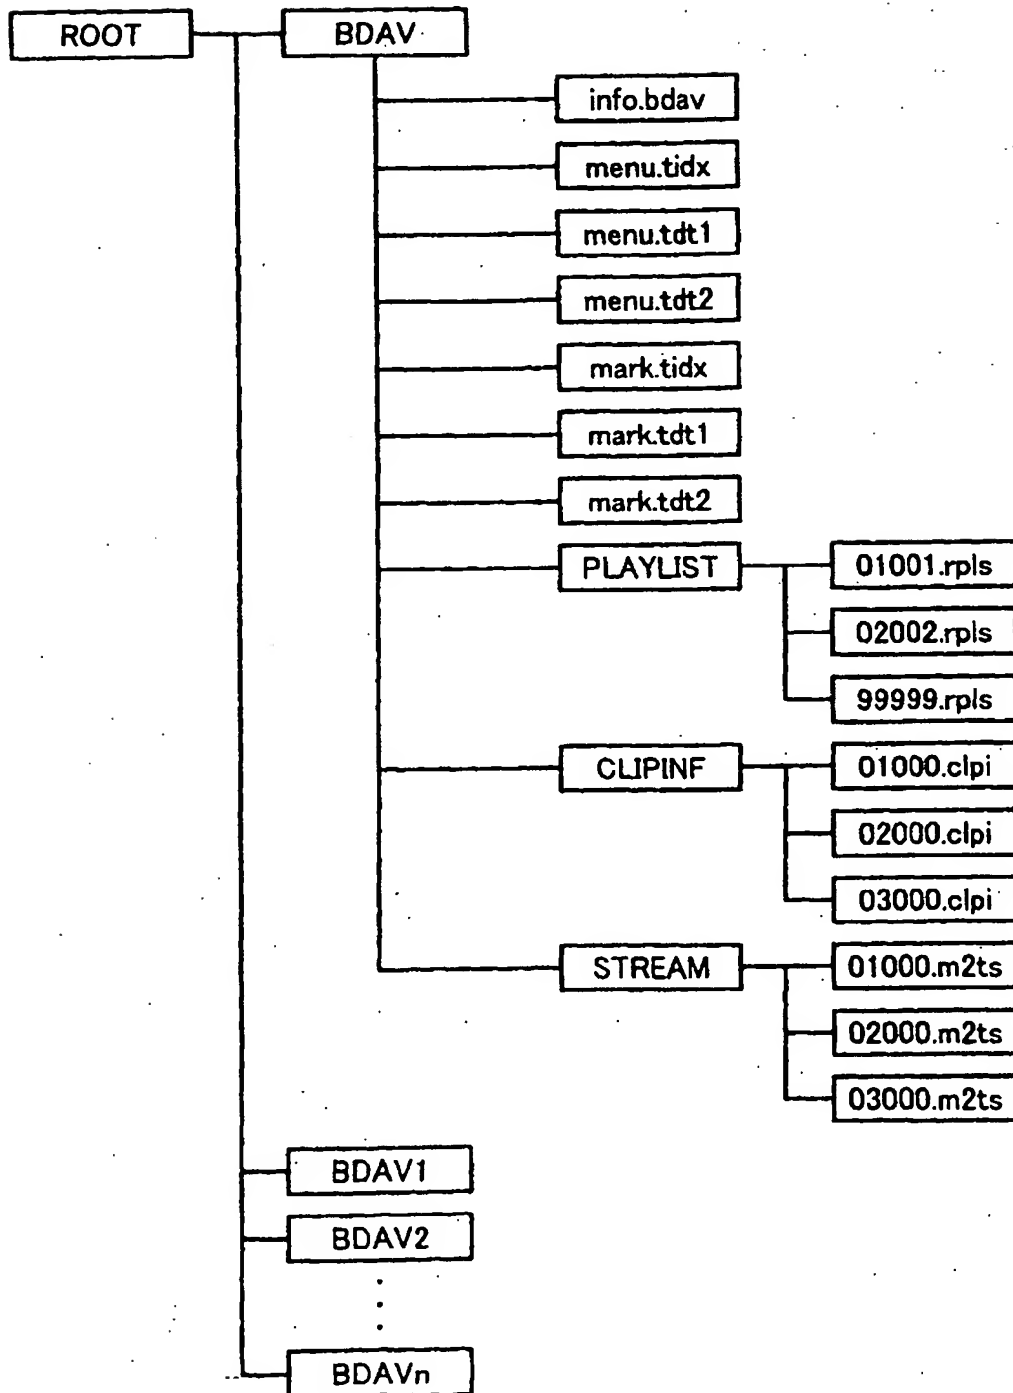 ROOT
BDAV
info.bdav
menu.tidx
menu.tdt1
menu.tdt2
mark.tidx
mark.tdt1
mark.tdt2
PLAYLIST
01001.rpls
02002.rpls
99999.rpls
CLIPINF
01000.clpi
02000.clpi
03000.clpi
STREAM
01000.m2ts
02000.m2ts
03000.m2ts
BDAV1
BDAV2
BDAVn